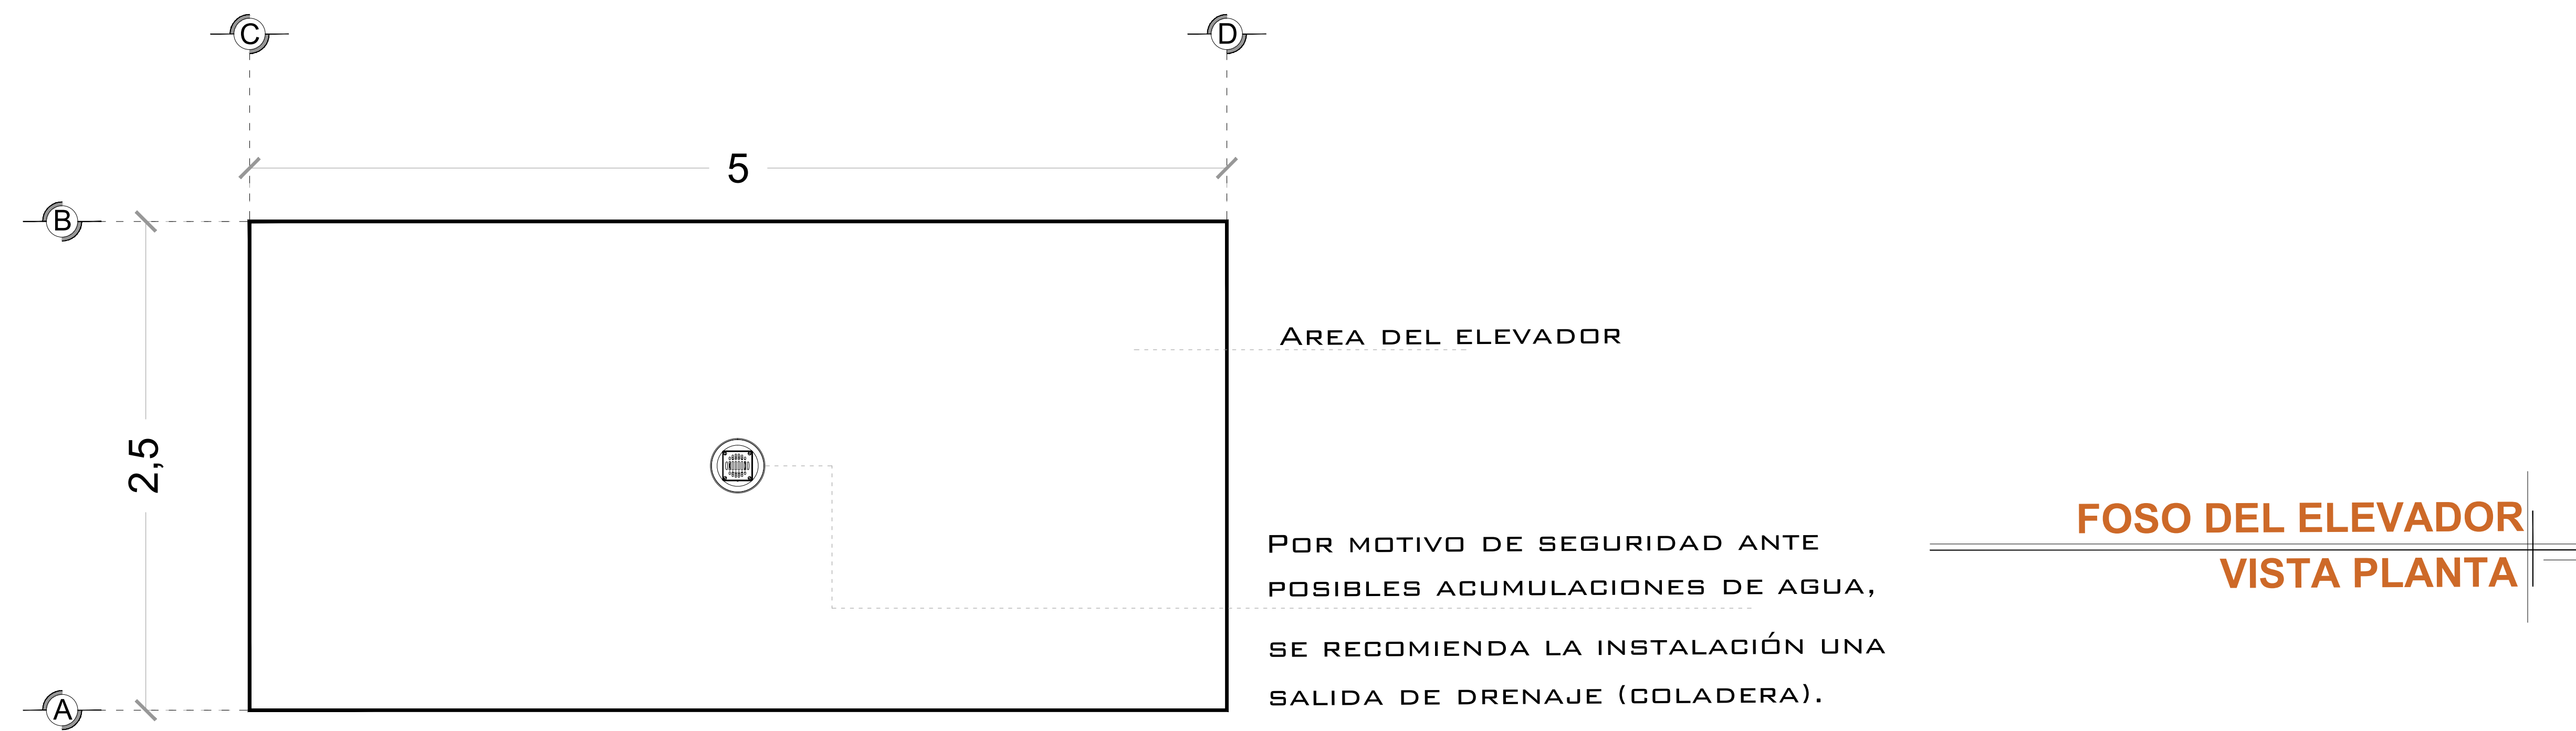 C
D
5
B
2,5
AREA DEL ELEVADOR
POR MOTIVO DE SEGURIDAD ANTE
POSIBLES ACUMULACIONES DE AGUA,
SE RECOMIENDA LA INSTALACIÓN UNA
SALIDA DE DRENAJE (COLADERA).
A
FOSO DEL ELEVADOR
VISTA PLANTA